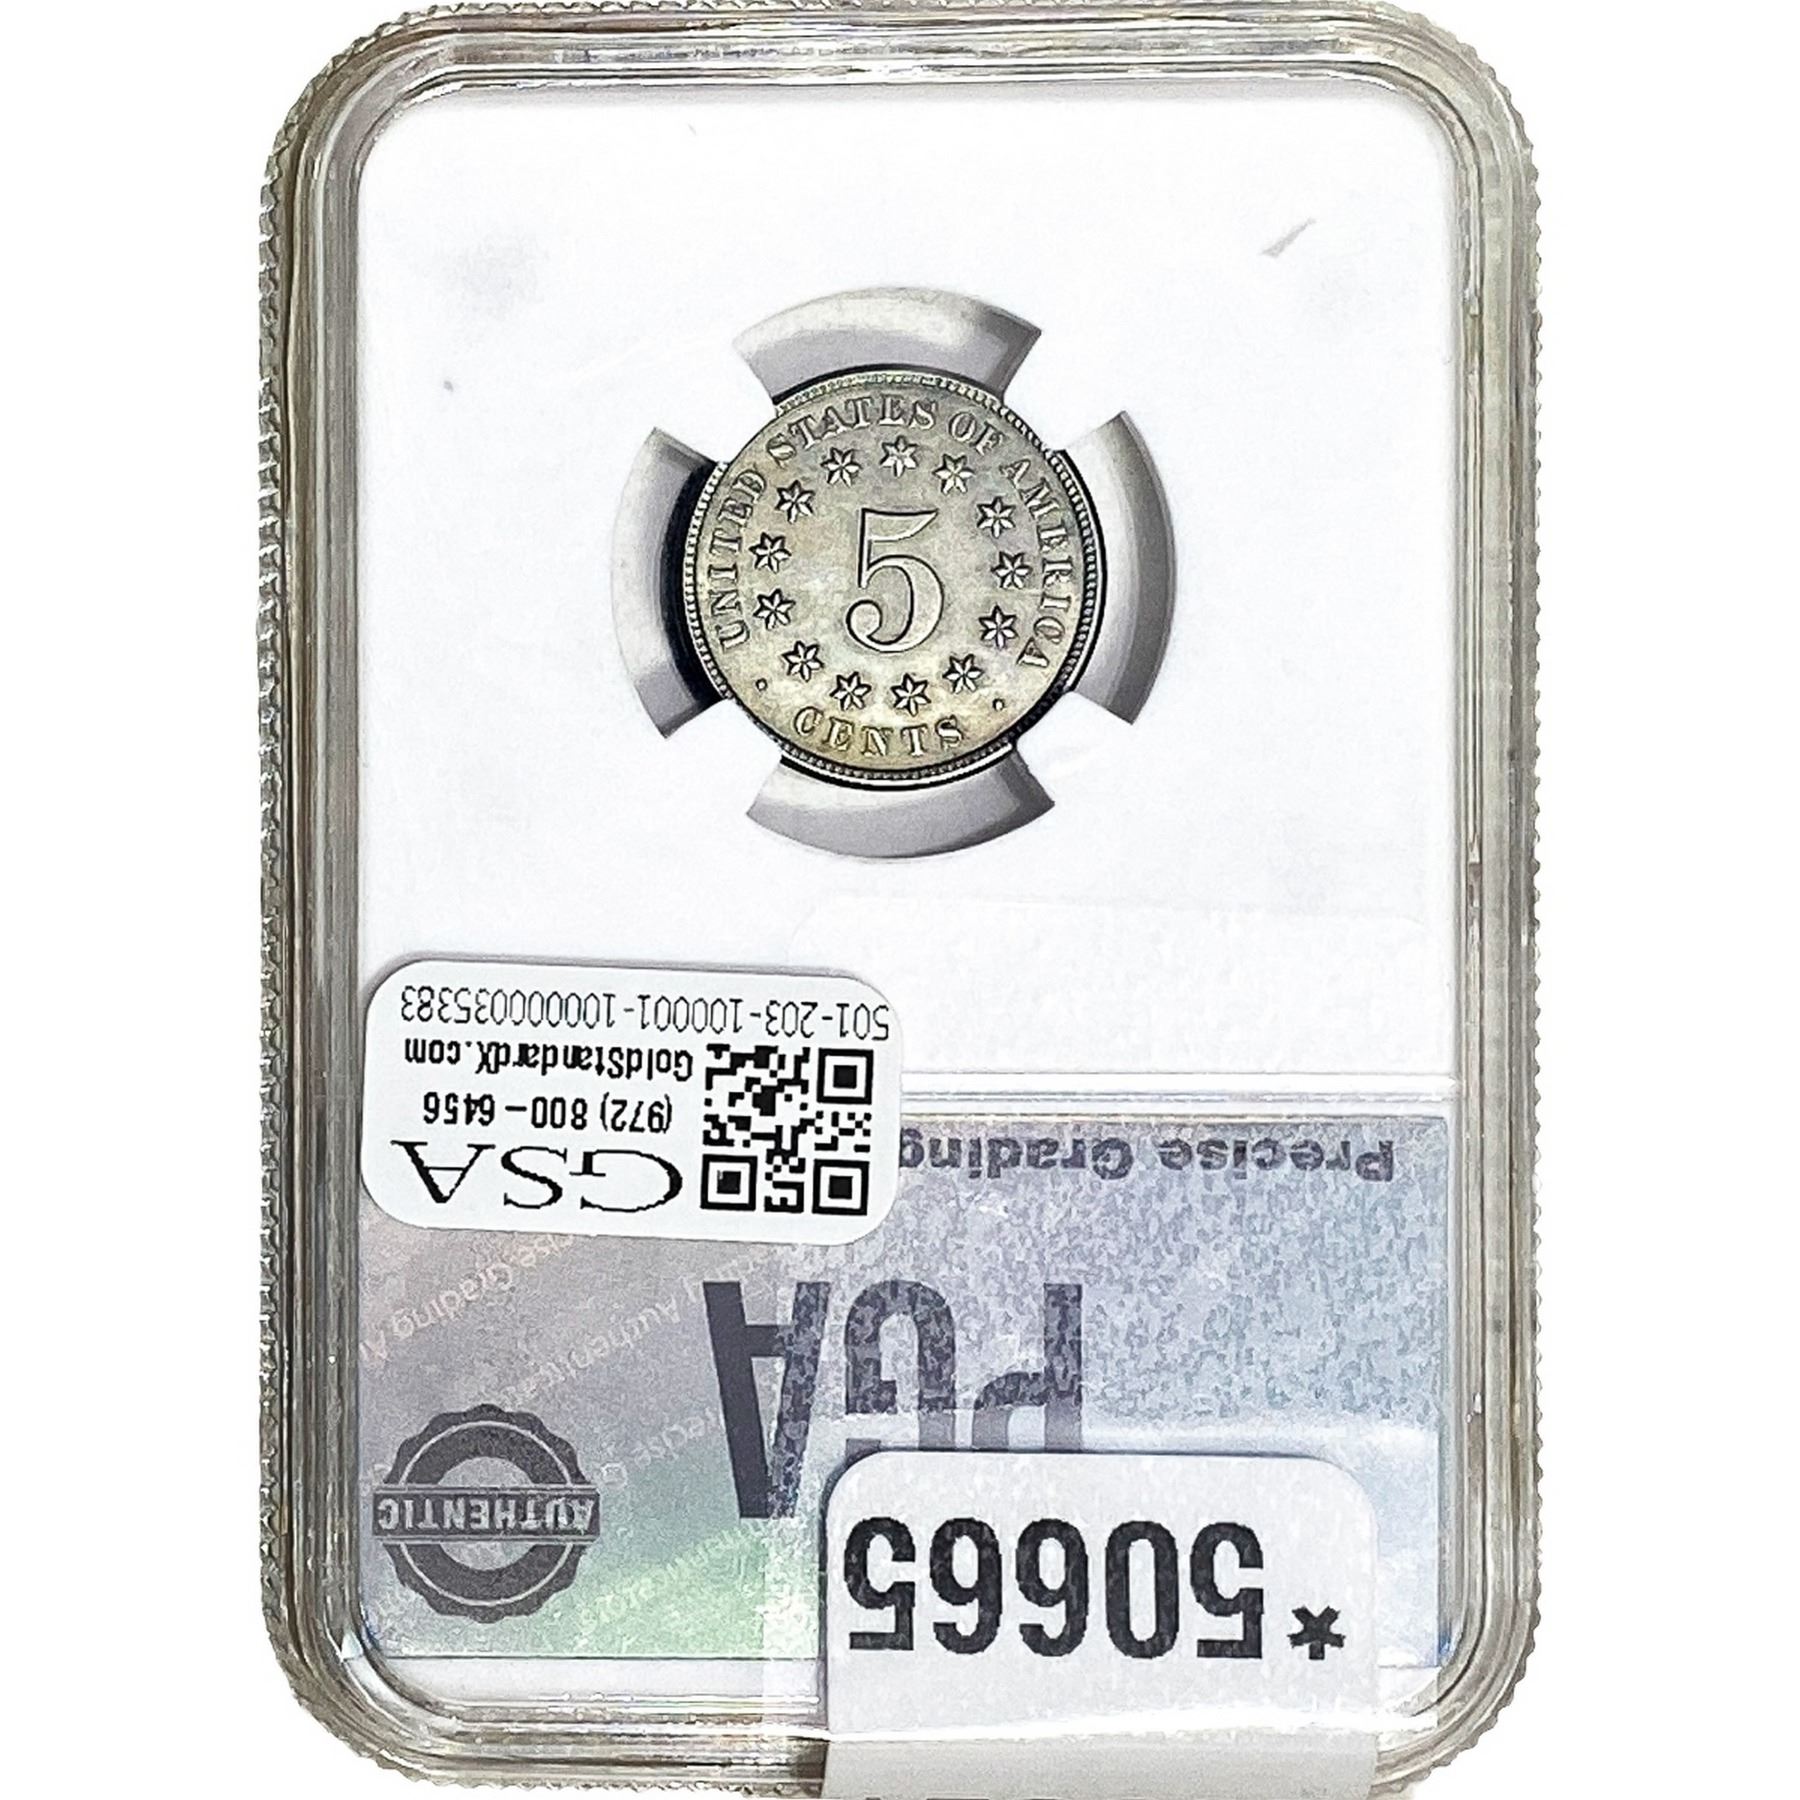 UNITED STATES OF AMERICA
5
· CENTS ·
501-203-100001-10000035383
GoldStandardX.com
(972) 800-6456
GSA
Precise Grading
PGA
AUTHENTIC
*50665